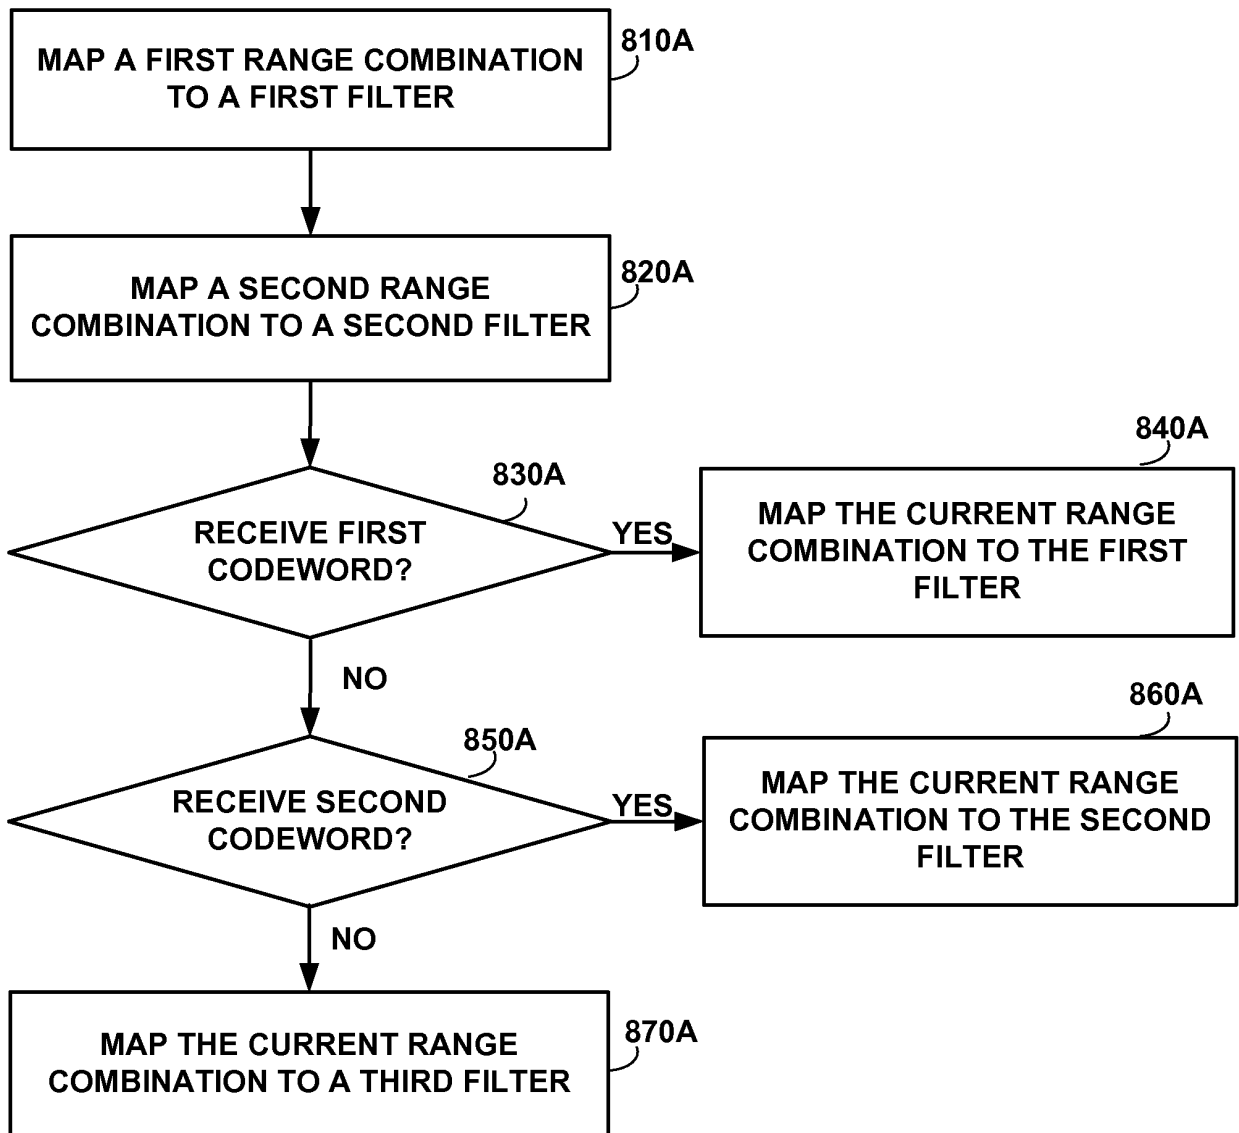 MAP A FIRST RANGE COMBINATION
TO A FIRST FILTER
810A
MAP A SECOND RANGE
COMBINATION TO A SECOND FILTER
820A
RECEIVE FIRST
CODEWORD?
830A
YES
840A
MAP THE CURRENT RANGE
COMBINATION TO THE FIRST
FILTER
NO
RECEIVE SECOND
CODEWORD?
850A
YES
860A
MAP THE CURRENT RANGE
COMBINATION TO THE SECOND
FILTER
NO
MAP THE CURRENT RANGE
COMBINATION TO A THIRD FILTER
870A